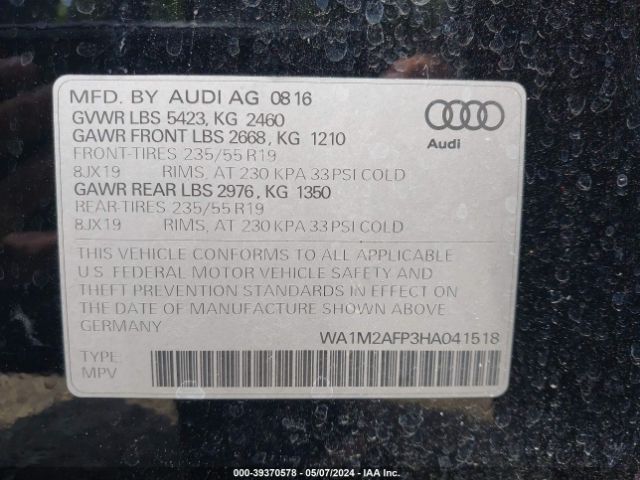 MFD. BY AUDI AG 08 16
GVWR LBS 5423, KG 2460
GAWR FRONT LBS 2668, KG 1210
FRONT-TIRES 235/55 R19
8JX19 RIMS, AT 230 KPA 33 PSI COLD
GAWR REAR LBS 2976, KG 1350
REAR-TIRES 235/55 R19
8JX19 RIMS, AT 230 KPA 33 PSI COLD
Audi
THIS VEHICLE CONFORMS TO ALL APPLICABLE
U.S. FEDERAL MOTOR VEHICLE SAFETY AND
THEFT PREVENTION STANDARDS IN EFFECT ON
THE DATE OF MANUFACTURE SHOWN ABOVE
GERMANY
WA1M2AFP3HA041518
TYPE:
MPV
000-39370578 - 05/07/2024 - IAA Inc.